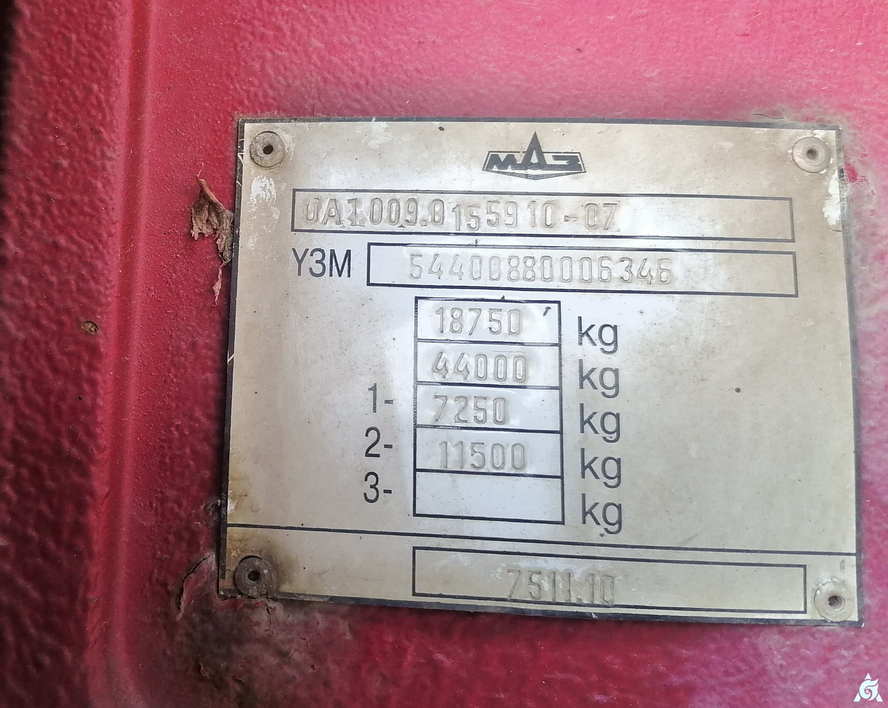 МАЗ
UA1.009.0155910-07
Y3M 54400880006346
18750 kg
44000 kg
1- 7250 kg
2- 11500 kg
3- kg
7511.10